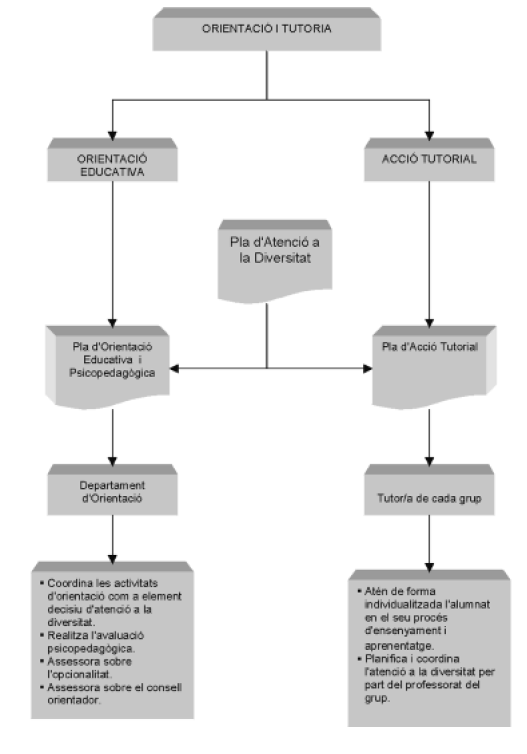 ORIENTACIÓ I TUTORIA
ORIENTACIÓ
EDUCATIVA
ACCIÓ TUTORIAL
Pla d'Atenció a
la Diversitat
Pla d'Orientació
Educativa i
Psicopedagògica
Pla d'Acció Tutorial
Departament
d'Orientació
Tutor/a de cada grup
▪ Coordina les activitats
d'orientació com a element
decisiu d'atenció a la
diversitat.
▪ Realitza l'avaluació
psicopedagògica.
▪ Assessora sobre
l'opcionalitat.
▪ Assessora sobre el consell
orientador.
▪ Atén de forma
individualitzada l'alumnat
en el seu procés
d'ensenyament i
aprenentatge.
▪ Planifica i coordina
l'atenció a la diversitat per
part del professorat del
grup.